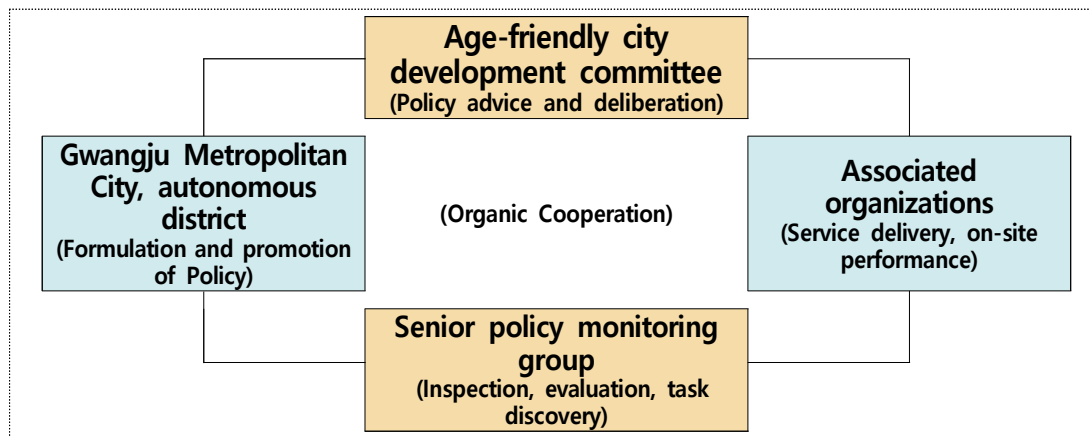 Age-friendly city
development committee
(Policy advice and deliberation)
Gwangju Metropolitan
City, autonomous
district
(Formulation and promotion
of Policy)
(Organic Cooperation)
Associated
organizations
(Service delivery, on-site
performance)
Senior policy monitoring
group
(Inspection, evaluation, task
discovery)